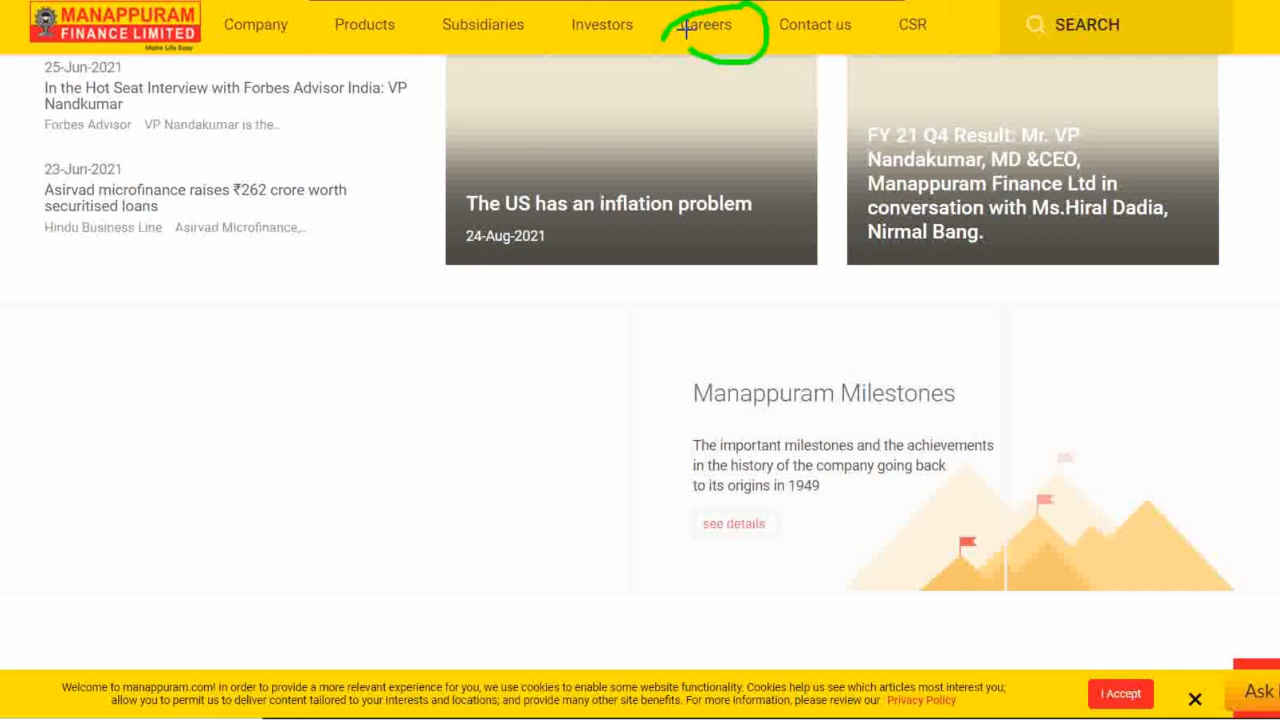 MANAPPURAM
FINANCE LIMITED
Make Life Easy
Company Products Subsidiaries Investors Careers Contact us CSR SEARCH
25-Jun-2021
In the Hot Seat Interview with Forbes Advisor India: VP
Nandkumar
Forbes Advisor VP Nandakumar is the..
23-Jun-2021
Asirvad microfinance raises ₹262 crore worth
securitised loans
Hindu Business Line Asirvad Microfinance,..
The US has an inflation problem
24-Aug-2021
FY 21 Q4 Result: Mr. VP
Nandakumar, MD &CEO,
Manappuram Finance Ltd in
conversation with Ms.Hiral Dadia,
Nirmal Bang.
Manappuram Milestones
The important milestones and the achievements
in the history of the company going back
to its origins in 1949
see details
Welcome to manappuram.com! In order to provide a more relevant experience for you, we use cookies to enable some website functionality. Cookies help us see which articles most interest you;
allow you to permit us to deliver content tailored to your interests and locations; and provide many other site benefits. For more information, please review our Privacy Policy
I Accept
Ask